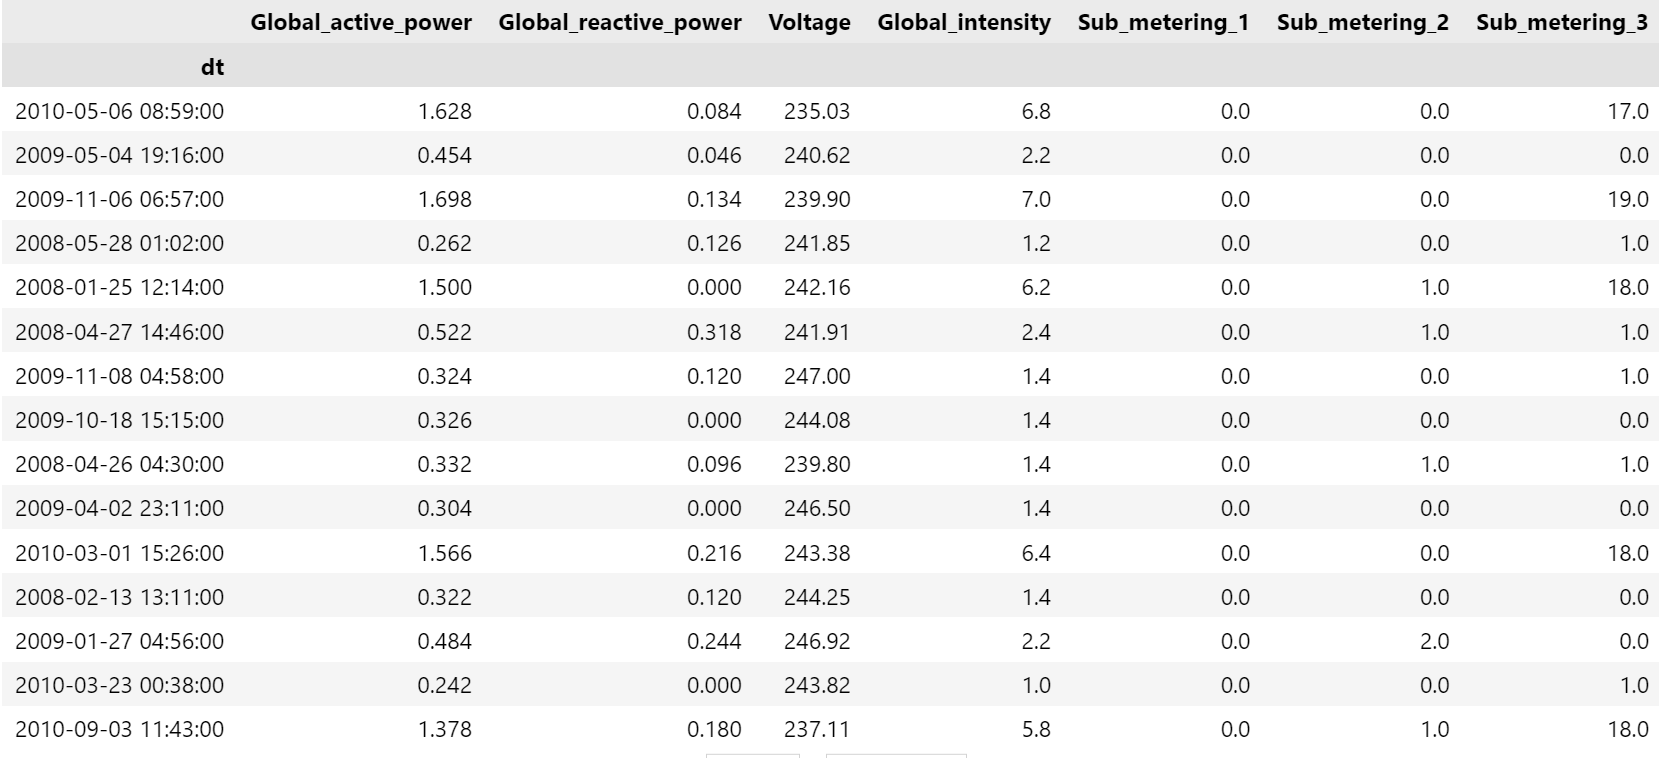 Global_active_power Global_reactive_power Voltage Global_intensity Sub_metering_1 Sub_metering_2 Sub_metering_3
dt
2010-05-06 08:59:00 1.628 0.084 235.03 6.8 0.0 0.0 17.0
2009-05-04 19:16:00 0.454 0.046 240.62 2.2 0.0 0.0 0.0
2009-11-06 06:57:00 1.698 0.134 239.90 7.0 0.0 0.0 19.0
2008-05-28 01:02:00 0.262 0.126 241.85 1.2 0.0 0.0 1.0
2008-01-25 12:14:00 1.500 0.000 242.16 6.2 0.0 1.0 18.0
2008-04-27 14:46:00 0.522 0.318 241.91 2.4 0.0 1.0 1.0
2009-11-08 04:58:00 0.324 0.120 247.00 1.4 0.0 0.0 1.0
2009-10-18 15:15:00 0.326 0.000 244.08 1.4 0.0 0.0 0.0
2008-04-26 04:30:00 0.332 0.096 239.80 1.4 0.0 1.0 1.0
2009-04-02 23:11:00 0.304 0.000 246.50 1.4 0.0 0.0 0.0
2010-03-01 15:26:00 1.566 0.216 243.38 6.4 0.0 0.0 18.0
2008-02-13 13:11:00 0.322 0.120 244.25 1.4 0.0 0.0 0.0
2009-01-27 04:56:00 0.484 0.244 246.92 2.2 0.0 2.0 0.0
2010-03-23 00:38:00 0.242 0.000 243.82 1.0 0.0 0.0 1.0
2010-09-03 11:43:00 1.378 0.180 237.11 5.8 0.0 1.0 18.0